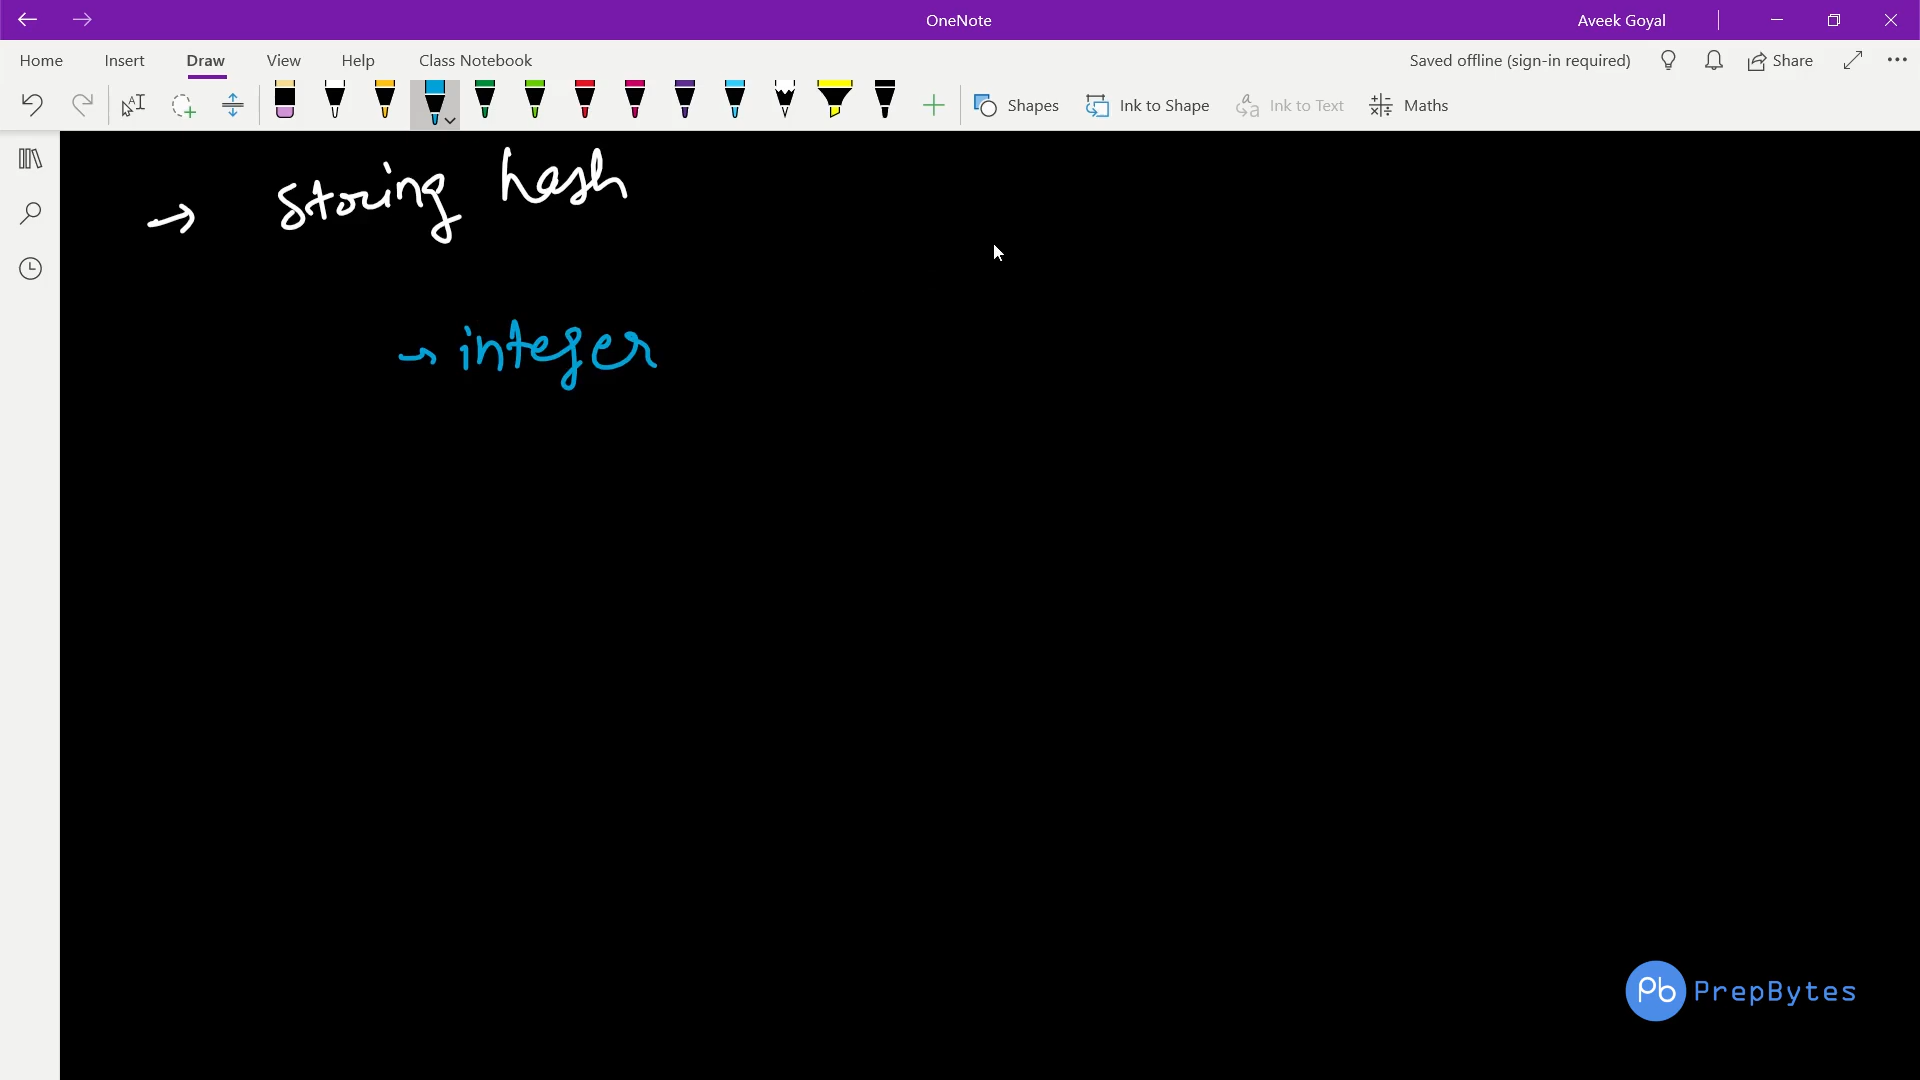 OneNote
Aveek Goyal
Home Insert Draw View Help Class Notebook
Saved offline (sign-in required) Share
Shapes Ink to Shape Ink to Text Maths
→ Storing hash
→ integer
Pb PrepBytes